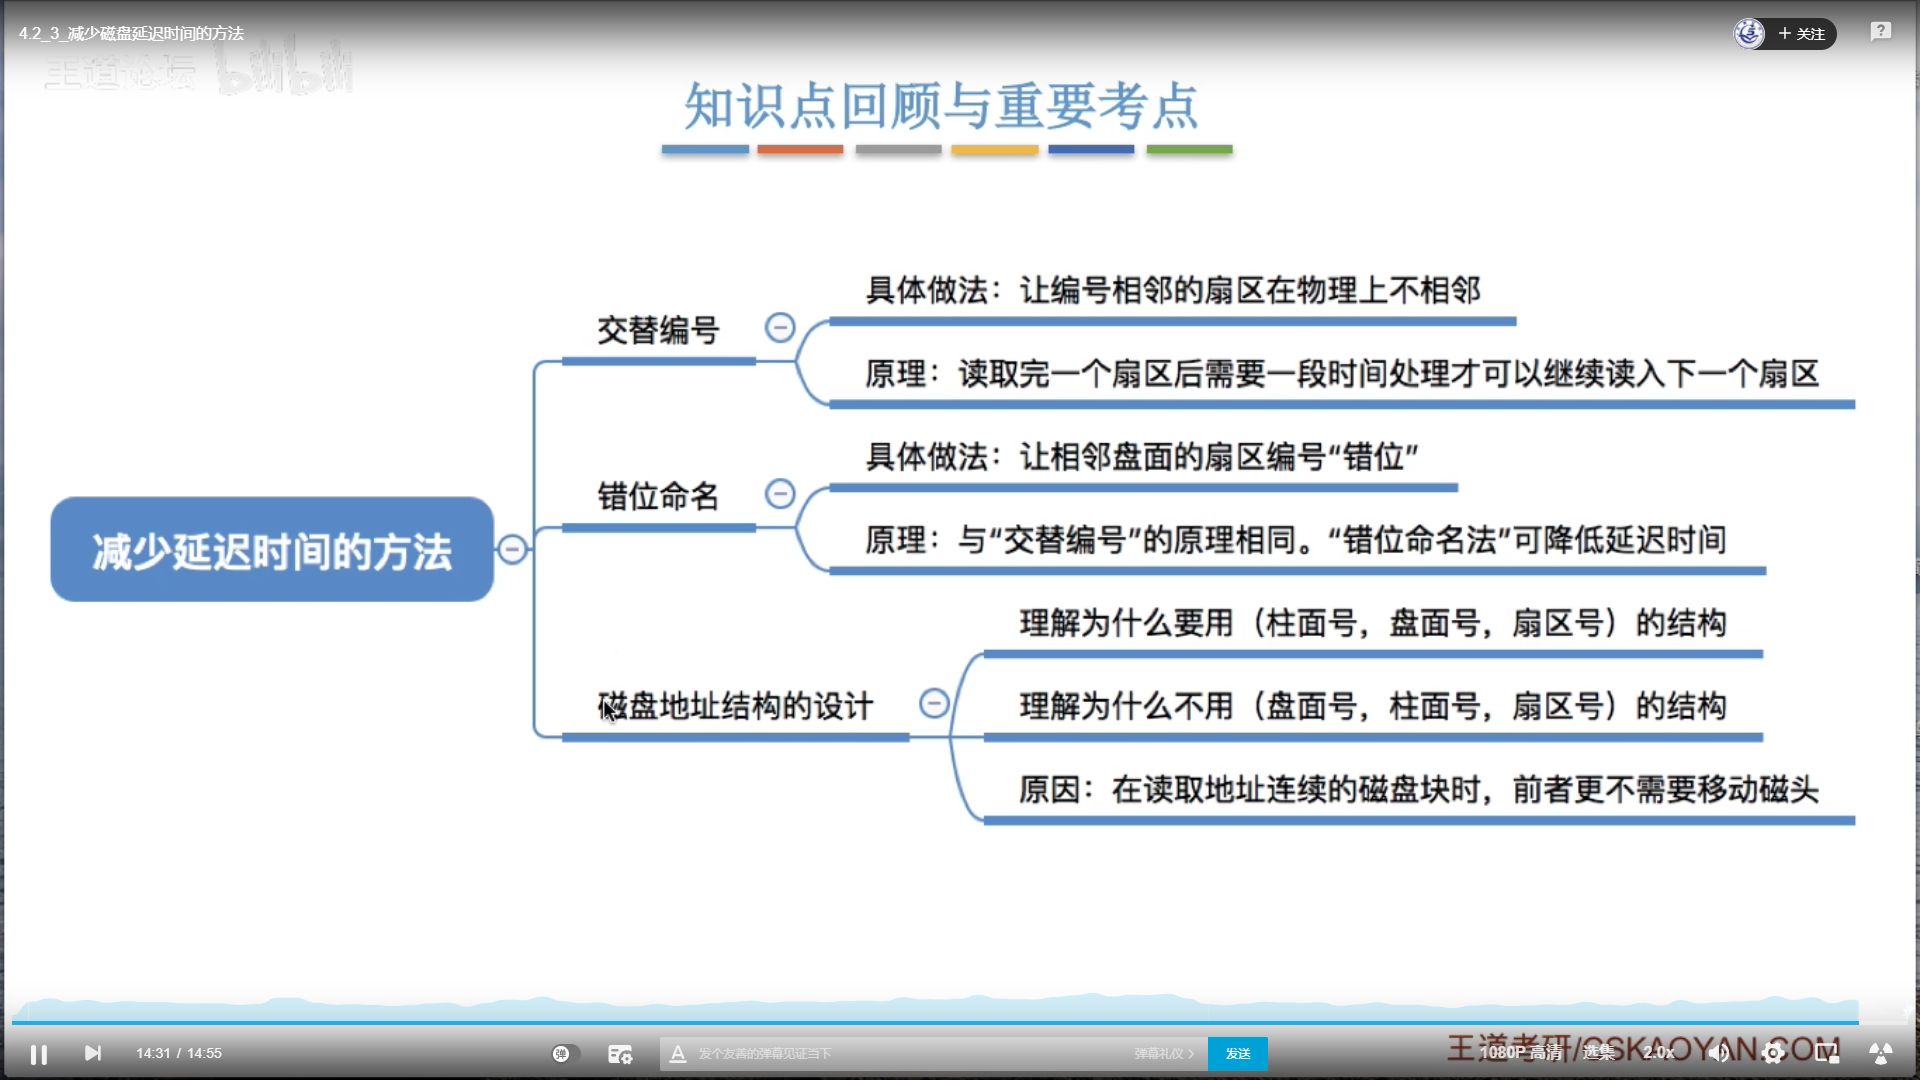 4.2_3_减少磁盘延迟时间的方法
+ 关注
王道论坛 bilibili
知识点回顾与重要考点
具体做法：让编号相邻的扇区在物理上不相邻
交替编号
原理：读取完一个扇区后需要一段时间处理才可以继续读入下一个扇区
具体做法：让相邻盘面的扇区编号“错位”
错位命名
原理：与“交替编号”的原理相同。“错位命名法”可降低延迟时间
减少延迟时间的方法
理解为什么要用（柱面号，盘面号，扇区号）的结构
磁盘地址结构的设计
理解为什么不用（盘面号，柱面号，扇区号）的结构
原因：在读取地址连续的磁盘块时，前者更不需要移动磁头
14:31 / 14:55
弹
发个友善的弹幕见证当下
弹幕礼仪 >
发送
王道考研/CSKAOYAN.COM
1080P 高清
选集
2.0x